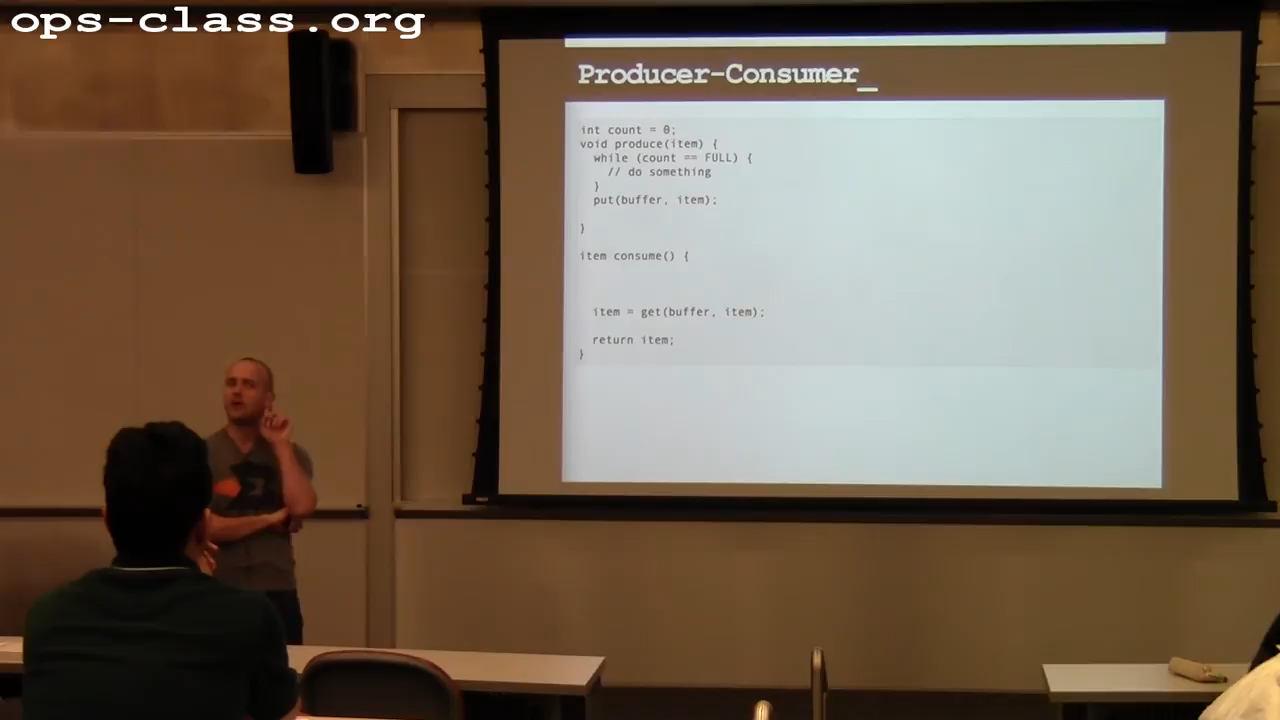 ops-class.org
Producer-Consumer_
int count = 0;
void produce(item) {
while (count == FULL) {
// do something
}
put(buffer, item);
}
item consume() {
item = get(buffer, item);
return item;
}